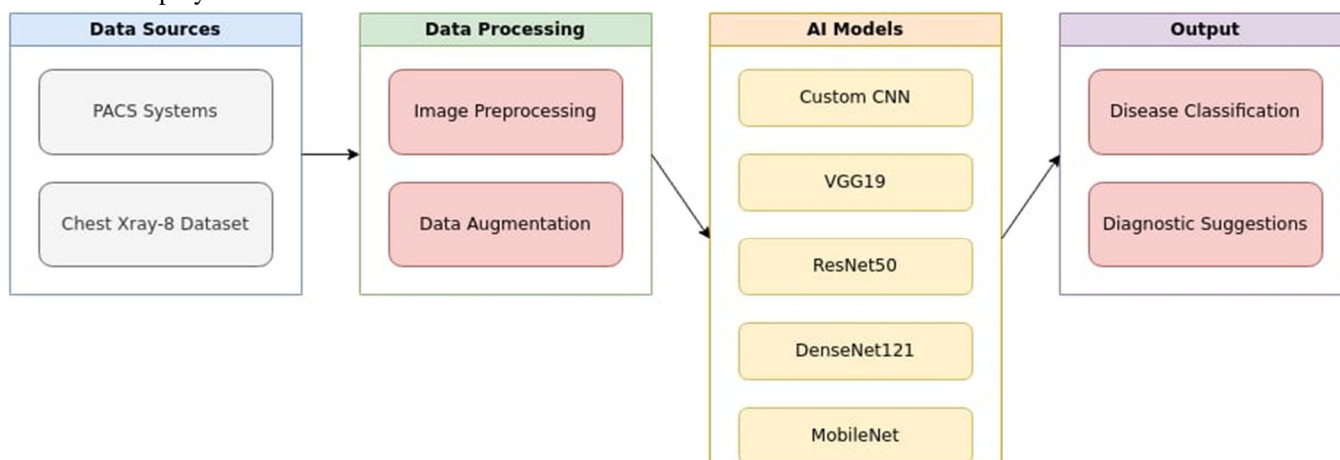 Data Sources
PACS Systems
Chest Xray-8 Dataset
Data Processing
Image Preprocessing
Data Augmentation
AI Models
Custom CNN
VGG19
ResNet50
DenseNet121
MobileNet
Output
Disease Classification
Diagnostic Suggestions